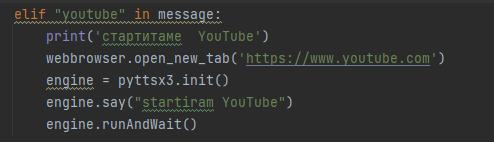 elif "youtube" in message:
    print('стартитаме  YouTube')
    webbrowser.open_new_tab('https://www.youtube.com')
    engine = pyttsx3.init()
    engine.say("startiram YouTube")
    engine.runAndWait()